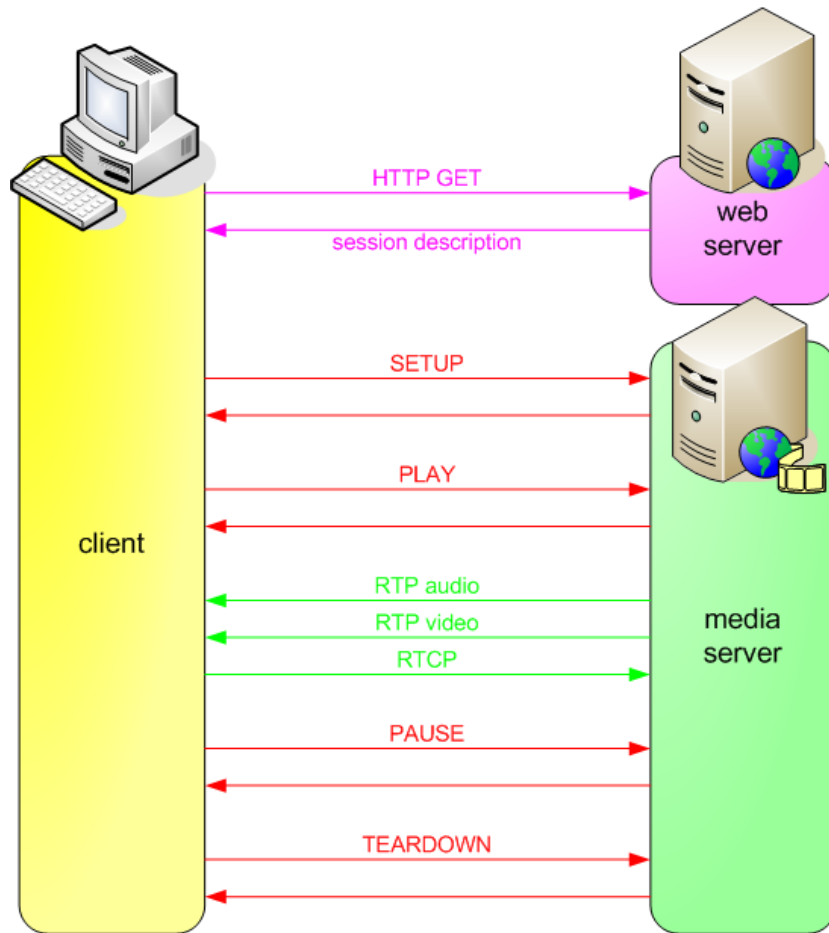 HTTP GET
web
server
session description
SETUP
PLAY
client
RTP audio
RTP video
media
server
RTCP
PAUSE
TEARDOWN